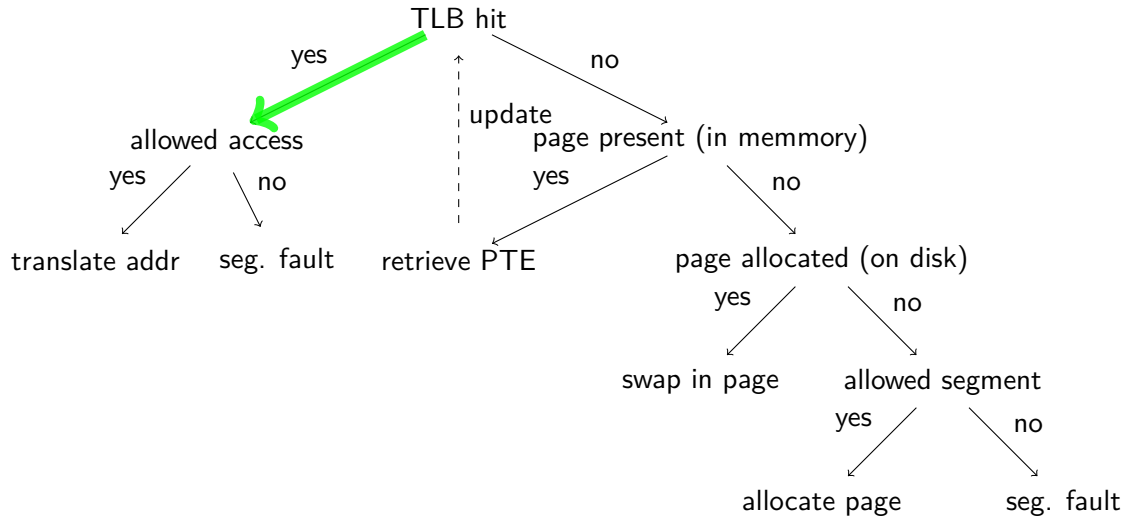 TLB hit
yes
no
update
allowed access
page present (in memmory)
yes
no
yes
no
translate addr
seg. fault
retrieve PTE
page allocated (on disk)
yes
no
swap in page
allowed segment
yes
no
allocate page
seg. fault